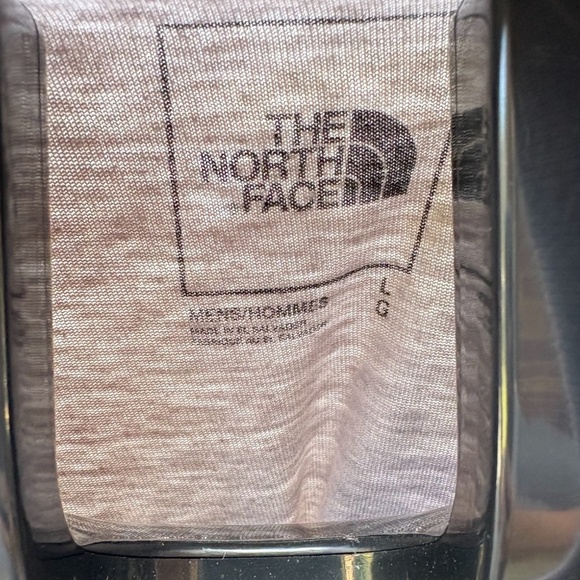 THE
NORTH
FACE
L
G
MENS/HOMMES
MADE IN EL SALVADOR
FABRIQUÉ AU EL SALVADOR